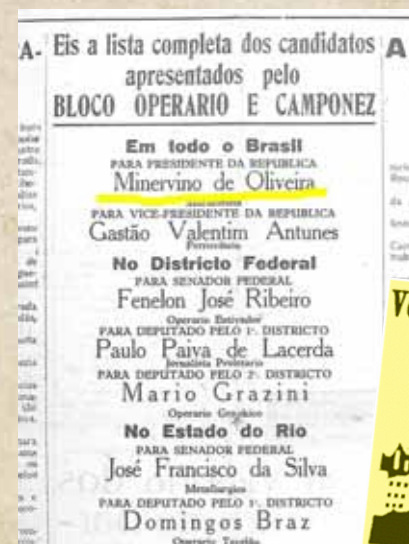 Eis a lista completa dos candidatos
apresentados pelo
BLOCO OPERARIO E CAMPONEZ
Em todo o Brasil
PARA PRESIDENTE DA REPUBLICA
Minervino de Oliveira
PARA VICE-PRESIDENTE DA REPUBLICA
Gastão Valentim Antunes
Ferroviario
No Districto Federal
PARA SENADOR FEDERAL
Fenelon José Ribeiro
Operario Estivador
PARA DEPUTADO PELO 1º. DISTRICTO
Paulo Paiva de Lacerda
Jornalista Proletario
PARA DEPUTADO PELO 2º. DISTRICTO
Mario Grazini
Operario Graphico
No Estado do Rio
PARA SENADOR FEDERAL
José Francisco da Silva
Metallurgico
PARA DEPUTADO PELO 1º. DISTRICTO
Domingos Braz
Operario Tecelão